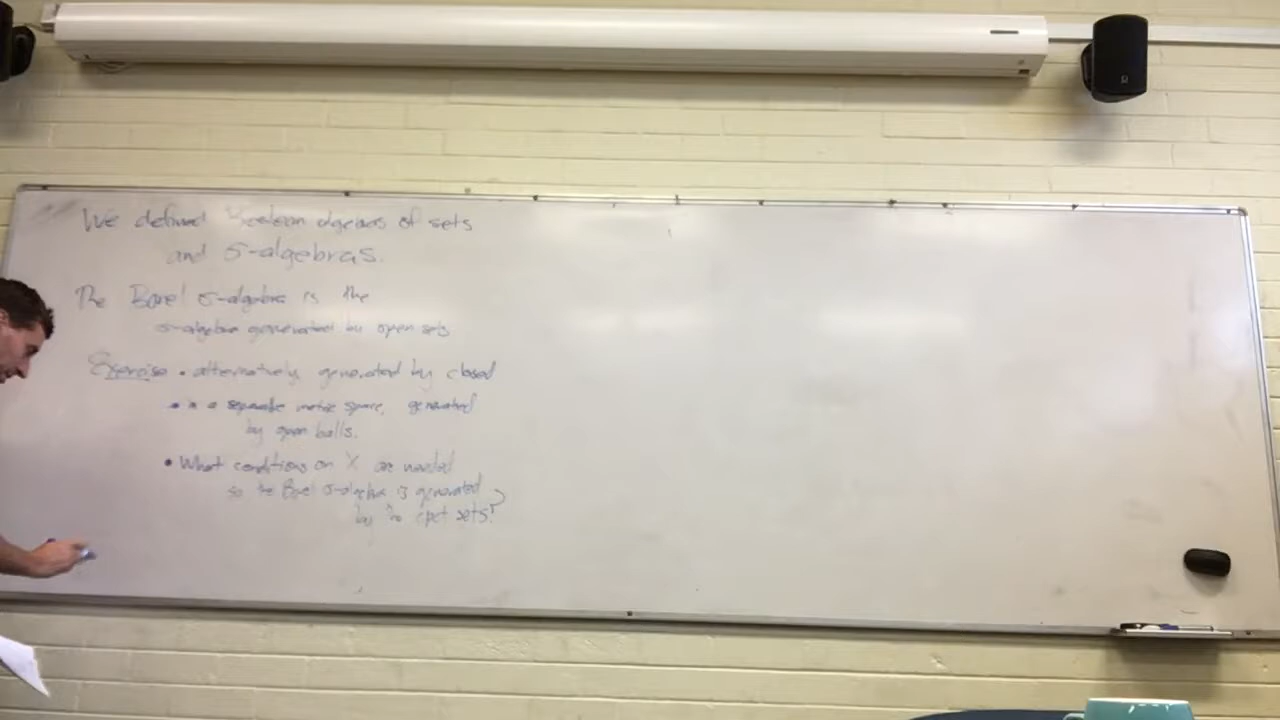 We defined Boolean algebras of sets
and σ-algebras.
The Borel σ-algebra is the
σ-algebra generated by open sets
Exercise • alternatively, generated by closed
• a separable metric space, generated
by open balls.
• What conditions on X are needed
so the Borel σ-algebra is generated
by cpct sets?